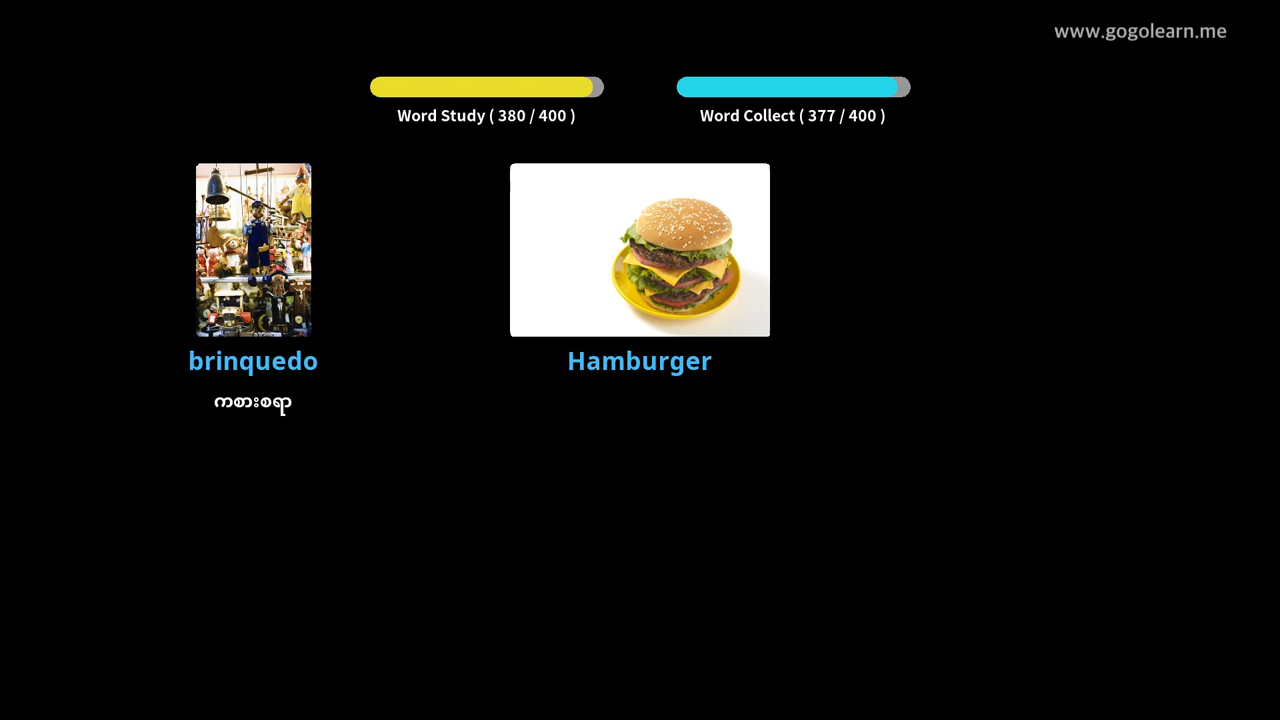 www.gogolearn.me
Word Study ( 380 / 400 )
Word Collect ( 377 / 400 )
brinquedo
Hamburger
ကစားစရာ